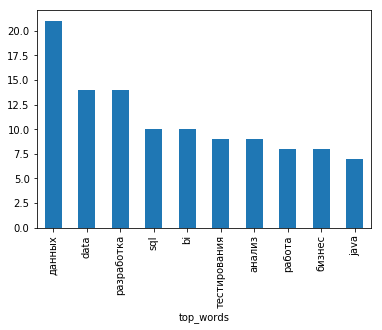 20.0
17.5
15.0
12.5
10.0
7.5
5.0
2.5
0.0
данных
data
разработка
sql
bi
тестирования
анализ
работа
бизнес
java
top_words